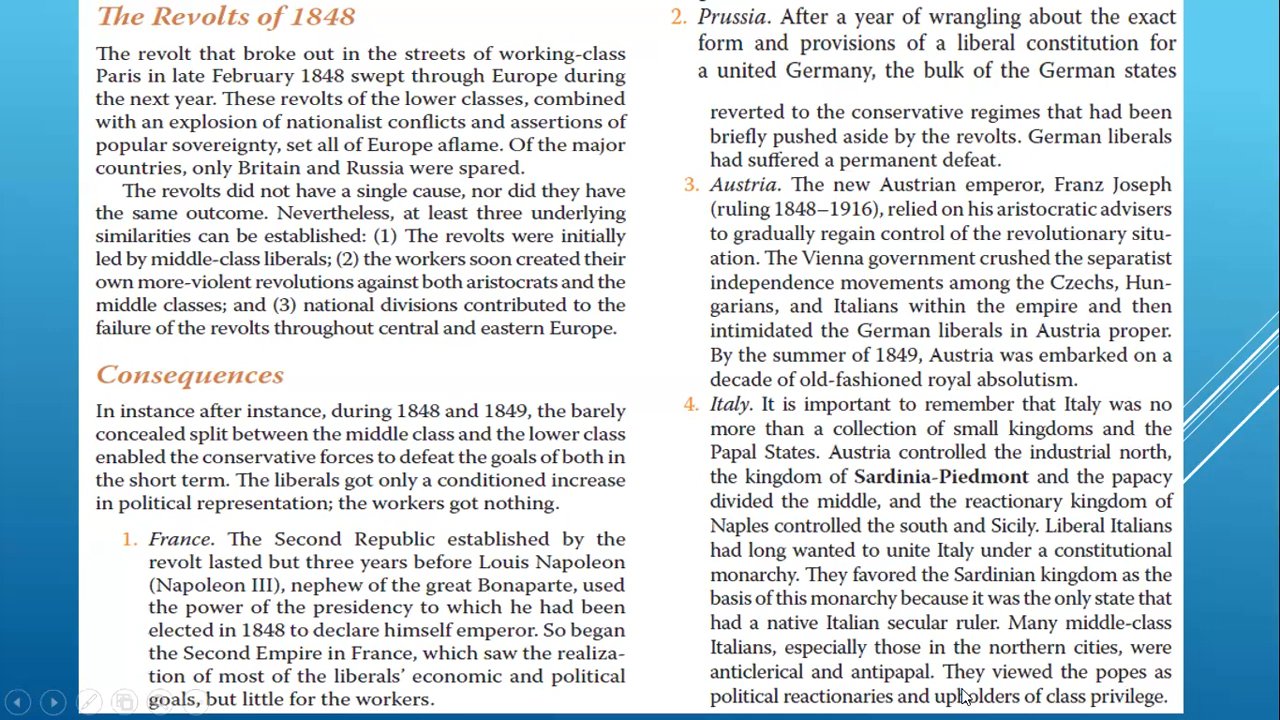 The Revolts of 1848
The revolt that broke out in the streets of working-class
Paris in late February 1848 swept through Europe during
the next year. These revolts of the lower classes, combined
with an explosion of nationalist conflicts and assertions of
popular sovereignty, set all of Europe aflame. Of the major
countries, only Britain and Russia were spared.
The revolts did not have a single cause, nor did they have
the same outcome. Nevertheless, at least three underlying
similarities can be established: (1) The revolts were initially
led by middle-class liberals; (2) the workers soon created their
own more-violent revolutions against both aristocrats and the
middle classes; and (3) national divisions contributed to the
failure of the revolts throughout central and eastern Europe.
Consequences
In instance after instance, during 1848 and 1849, the barely
concealed split between the middle class and the lower class
enabled the conservative forces to defeat the goals of both in
the short term. The liberals got only a conditioned increase
in political representation; the workers got nothing.
1. France. The Second Republic established by the
revolt lasted but three years before Louis Napoleon
(Napoleon III), nephew of the great Bonaparte, used
the power of the presidency to which he had been
elected in 1848 to declare himself emperor. So began
the Second Empire in France, which saw the realiza-
tion of most of the liberals' economic and political
goals, but little for the workers.
2. Prussia. After a year of wrangling about the exact
form and provisions of a liberal constitution for
a united Germany, the bulk of the German states
reverted to the conservative regimes that had been
briefly pushed aside by the revolts. German liberals
had suffered a permanent defeat.
3. Austria. The new Austrian emperor, Franz Joseph
(ruling 1848–1916), relied on his aristocratic advisers
to gradually regain control of the revolutionary situ-
ation. The Vienna government crushed the separatist
independence movements among the Czechs, Hun-
garians, and Italians within the empire and then
intimidated the German liberals in Austria proper.
By the summer of 1849, Austria was embarked on a
decade of old-fashioned royal absolutism.
4. Italy. It is important to remember that Italy was no
more than a collection of small kingdoms and the
Papal States. Austria controlled the industrial north,
the kingdom of Sardinia-Piedmont and the papacy
divided the middle, and the reactionary kingdom of
Naples controlled the south and Sicily. Liberal Italians
had long wanted to unite Italy under a constitutional
monarchy. They favored the Sardinian kingdom as the
basis of this monarchy because it was the only state that
had a native Italian secular ruler. Many middle-class
Italians, especially those in the northern cities, were
anticlerical and antipapal. They viewed the popes as
political reactionaries and upholders of class privilege.